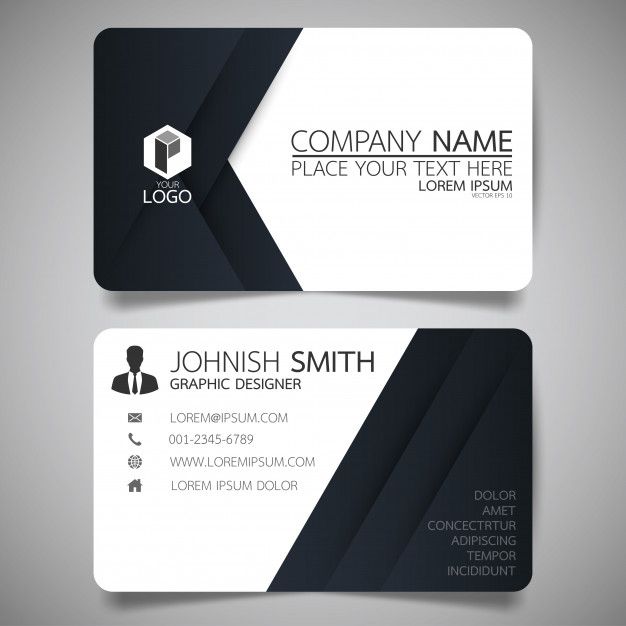 YOUR
LOGO
COMPANY NAME
PLACE YOUR TEXT HERE
LOREM IPSUM
VECTOR EPS 10
JOHNISH SMITH
GRAPHIC DESIGNER
LOREM@IPSUM.COM
001-2345-6789
WWW.LOREMIPSUM.COM
LOREM IPSUM DOLOR
DOLOR
AMET
CONSECTRTUR
ADIPISCING
TEMPOR
INCIDIDUNT